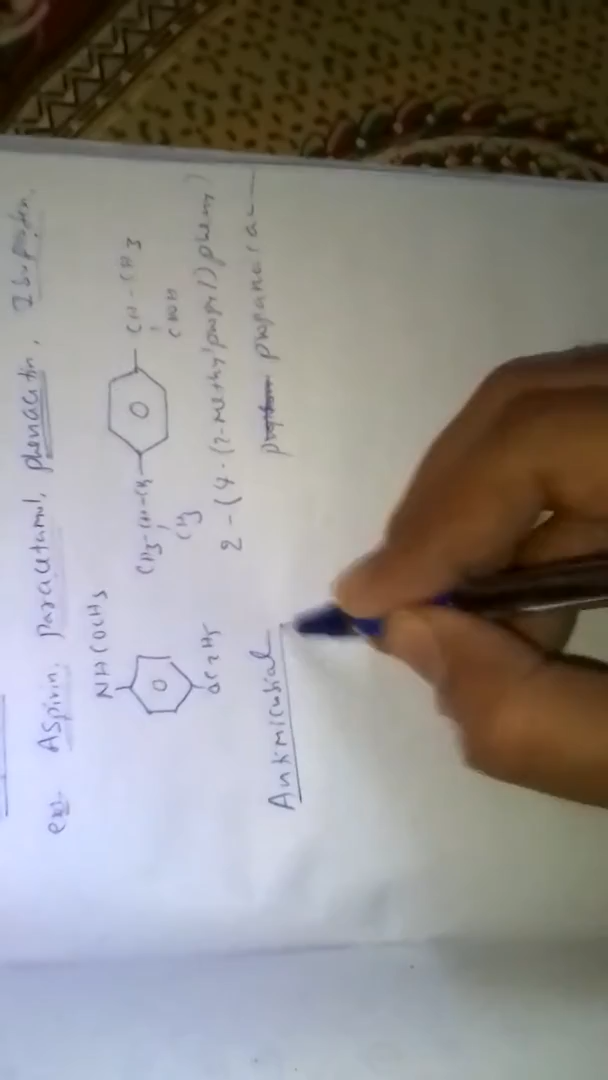 ex. Aspirin, Paracetamol, phenacetin, Ibuprofen.
NHCOCH3
OC2H5
CH3-CH-CH2
CH3
CH-CH3
COOH
2-(4-(2-methylpropyl)phenyl)
propanoic
Antimicrobial